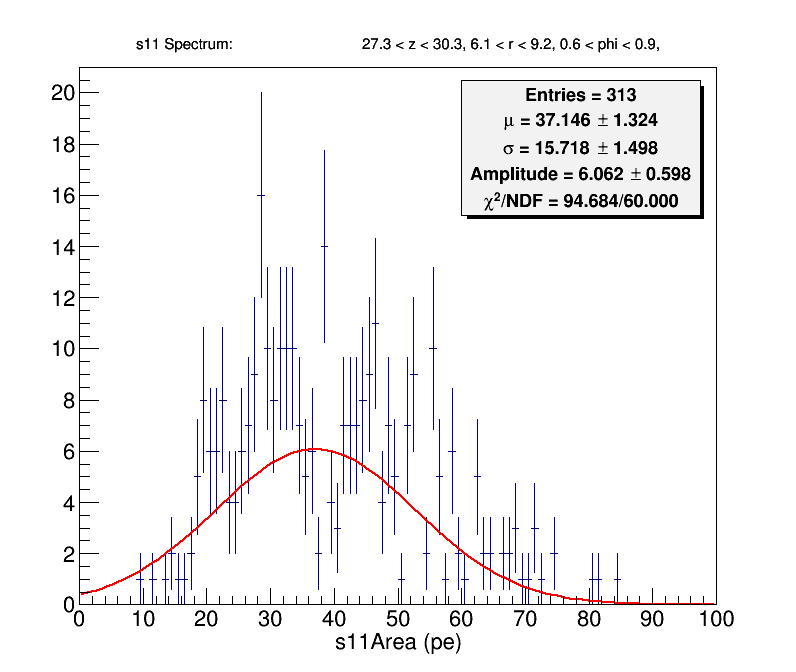 s11 Spectrum: 27.3 < z < 30.3, 6.1 < r < 9.2, 0.6 < phi < 0.9,
Entries = 313
μ = 37.146 ± 1.324
σ = 15.718 ± 1.498
Amplitude = 6.062 ± 0.598
χ²/NDF = 94.684/60.000
20
18
16
14
12
10
8
6
4
2
0
0 10 20 30 40 50 60 70 80 90 100
s11Area (pe)